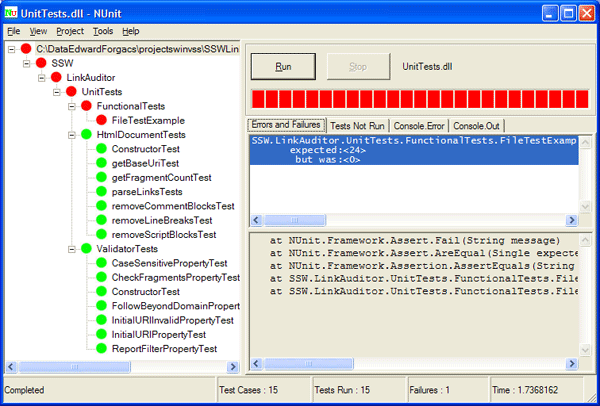 Nu UnitTests.dll - NUnit
File View Project Tools Help
C:\DataEdwardForgacs\projectswinvss\SSWLin
SSW
LinkAuditor
UnitTests
FunctionalTests
FileTestExample
HtmlDocumentTests
ConstructorTest
getBaseUriTest
getFragmentCountTest
parseLinksTests
removeCommentBlocksTest
removeLineBreaksTest
removeScriptBlocksTest
ValidatorTests
CaseSensitivePropertyTest
CheckFragmentsPropertyTest
ConstructorTest
FollowBeyondDomainPropert
InitialURIInvalidPropertyTest
InitialURIPropertyTest
ReportFilterPropertyTest
Run Stop UnitTests.dll
Errors and Failures Tests Not Run Console.Error Console.Out
SSW.LinkAuditor.UnitTests.FunctionalTests.FileTestExamp
expected:<24>
but was:<0>
at NUnit.Framework.Assert.Fail(String message)
at NUnit.Framework.Assert.AreEqual(Single expecte
at NUnit.Framework.Assertion.AssertEquals(String
at SSW.LinkAuditor.UnitTests.FunctionalTests.File
at SSW.LinkAuditor.UnitTests.FunctionalTests.File
Completed Test Cases : 15 Tests Run : 15 Failures : 1 Time : 1.7368162